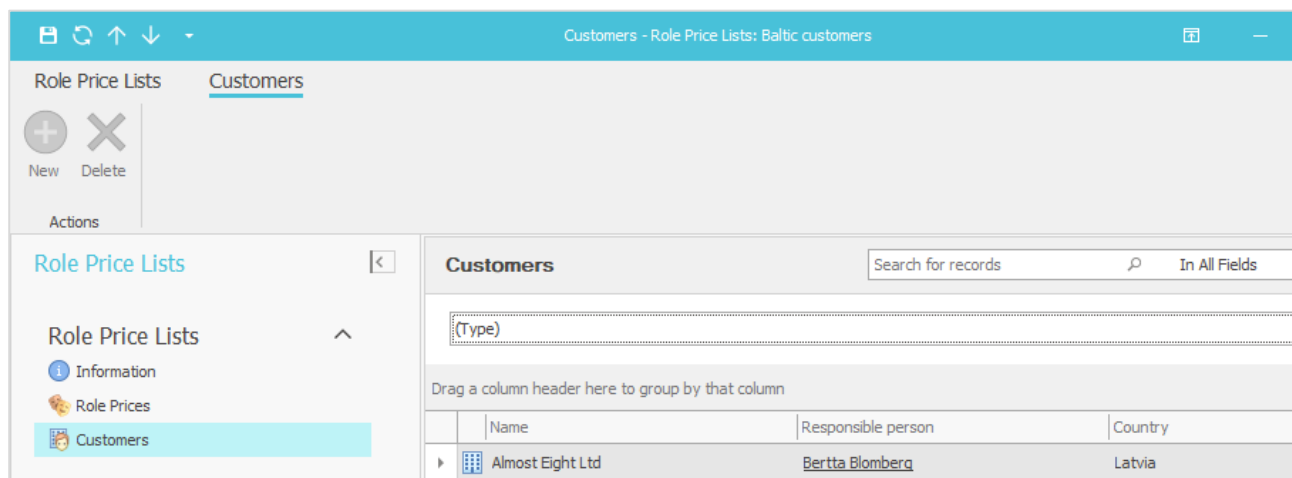 Customers - Role Price Lists: Baltic customers
Role Price Lists Customers
New Delete
Actions
Role Price Lists
Role Price Lists
Information
Role Prices
Customers
Customers Search for records In All Fields
(Type)
Drag a column header here to group by that column
Name Responsible person Country
Almost Eight Ltd Bertta Blomberg Latvia